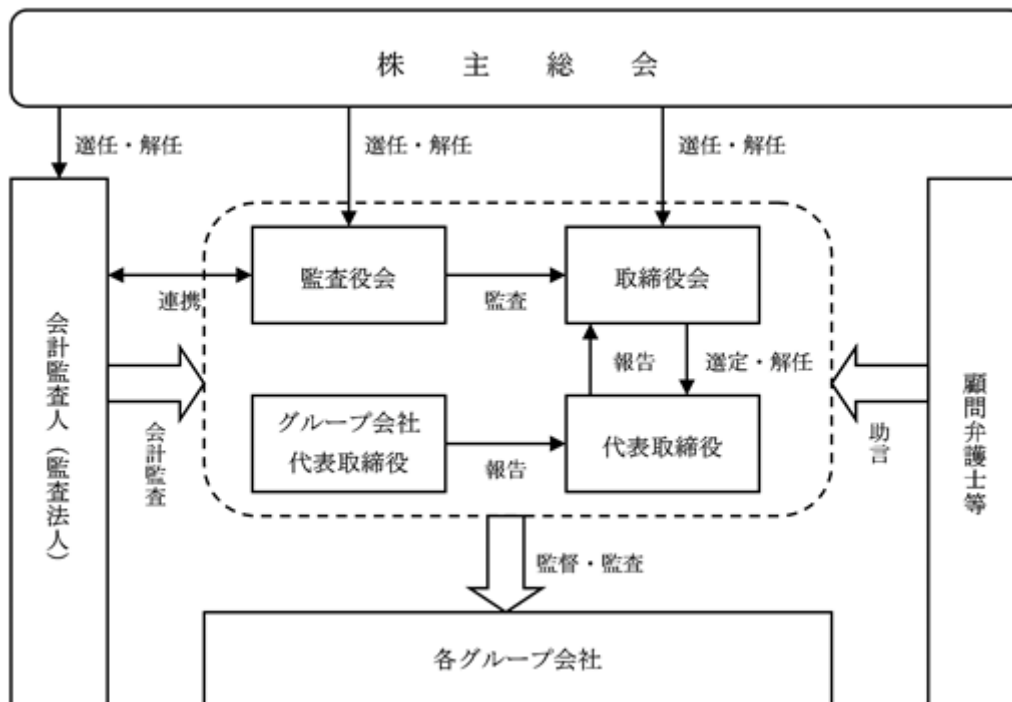 株主総会
選任・解任
選任・解任
選任・解任
監査役会
取締役会
連携
監査
報告
選定・解任
グループ会社
代表取締役
代表取締役
報告
会計監査人（監査法人）
会計監査
助言
顧問弁護士等
監督・監査
各グループ会社